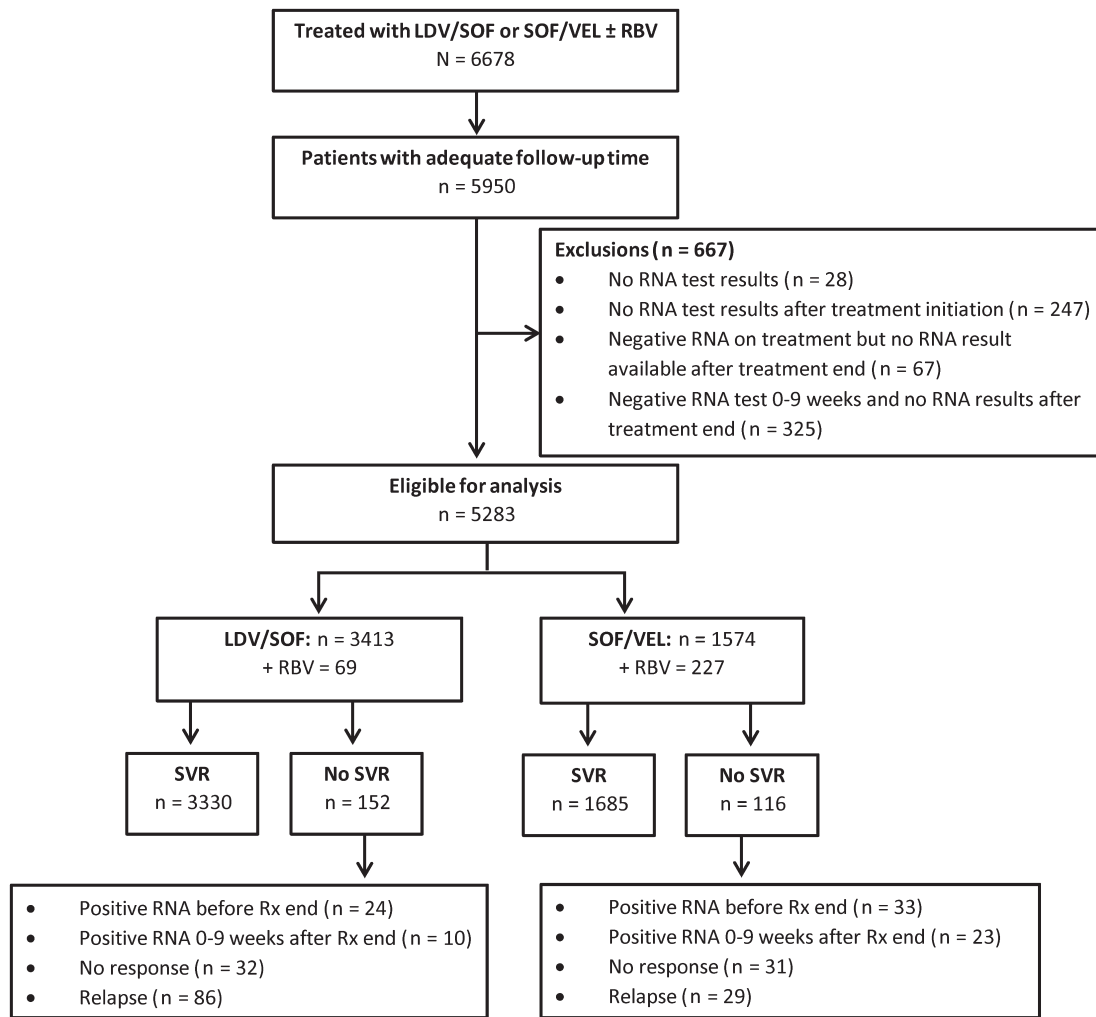 Treated with LDV/SOF or SOF/VEL ± RBV
N = 6678
Patients with adequate follow-up time
n = 5950
Exclusions (n = 667)
• No RNA test results (n = 28)
• No RNA test results after treatment initiation (n = 247)
• Negative RNA on treatment but no RNA result
available after treatment end (n = 67)
• Negative RNA test 0-9 weeks and no RNA results after
treatment end (n = 325)
Eligible for analysis
n = 5283
LDV/SOF: n = 3413
+ RBV = 69
SOF/VEL: n = 1574
+ RBV = 227
SVR
n = 3330
No SVR
n = 152
SVR
n = 1685
No SVR
n = 116
• Positive RNA before Rx end (n = 24)
• Positive RNA 0-9 weeks after Rx end (n = 10)
• No response (n = 32)
• Relapse (n = 86)
• Positive RNA before Rx end (n = 33)
• Positive RNA 0-9 weeks after Rx end (n = 23)
• No response (n = 31)
• Relapse (n = 29)